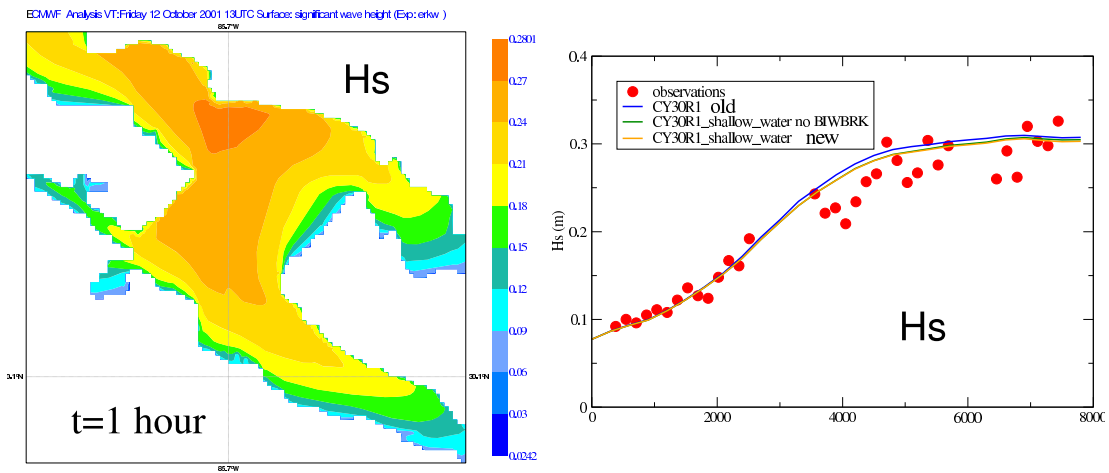 ECMWF Analysis VT:Friday 12 October 2001 13UTC Surface: significant wave height (Exp: erkw )
85.7°W
Hs
0.2801
0.27
0.24
0.21
0.18
0.15
0.12
0.09
0.06
0.03
0.0242
0.1°N
30.1°N
t=1 hour
85.7°W
0.4
0.3
0.2
0.1
0
Hs (m)
observations
CY30R1 old
CY30R1_shallow_water no BIWBRK
CY30R1_shallow_water new
Hs
0
2000
4000
6000
8000